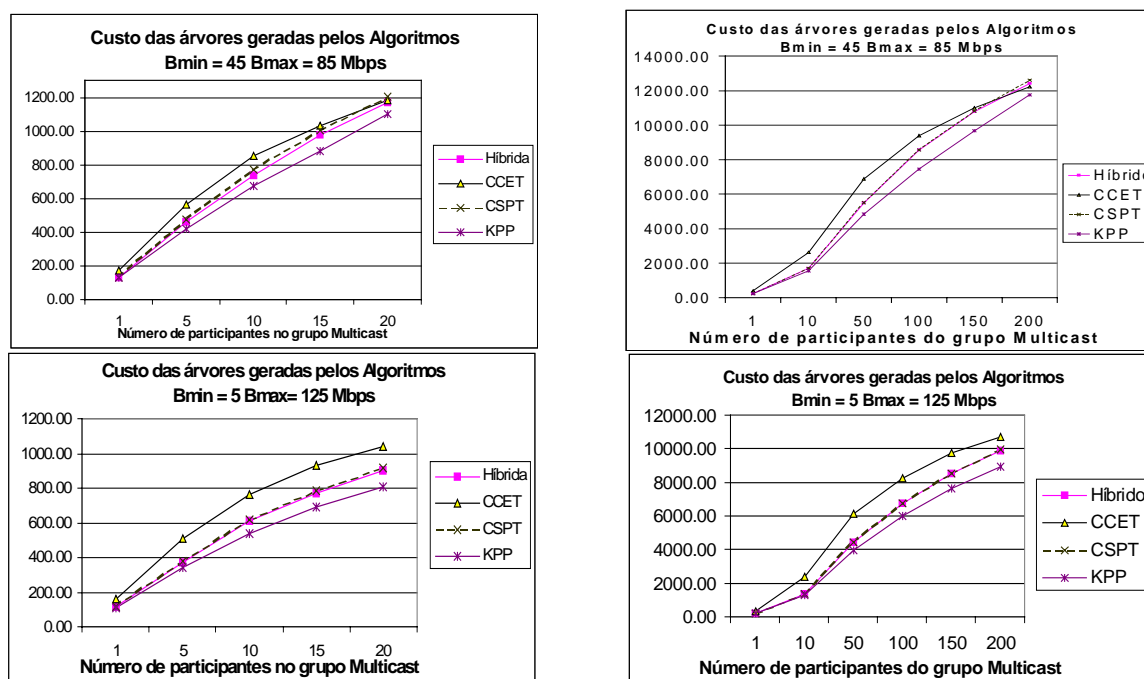 Custo das árvores geradas pelos Algoritmos
Bmin = 45 Bmax = 85 Mbps
1200.00
1000.00
800.00
600.00
400.00
200.00
0.00
1 5 10 15 20
Número de participantes no grupo Multicast
Híbrida
CCET
CSPT
KPP
Custo das árvores geradas pelos Algoritmos
Bmin = 45 Bmax = 85 Mbps
14000.00
12000.00
10000.00
8000.00
6000.00
4000.00
2000.00
0.00
1 10 50 100 150 200
Número de participantes do grupo Multicast
Híbrido
CCET
CSPT
KPP
Custo das árvores geradas pelos Algoritmos
Bmin = 5 Bmax= 125 Mbps
1200.00
1000.00
800.00
600.00
400.00
200.00
0.00
1 5 10 15 20
Número de participantes no grupo Multicast
Híbrida
CCET
CSPT
KPP
Custo das árvores geradas pelos Algoritmos
Bmin = 5 Bmax = 125 Mbps
12000.00
10000.00
8000.00
6000.00
4000.00
2000.00
0.00
1 10 50 100 150 200
Número de participantes do grupo Multicast
Híbrido
CCET
CSPT
KPP